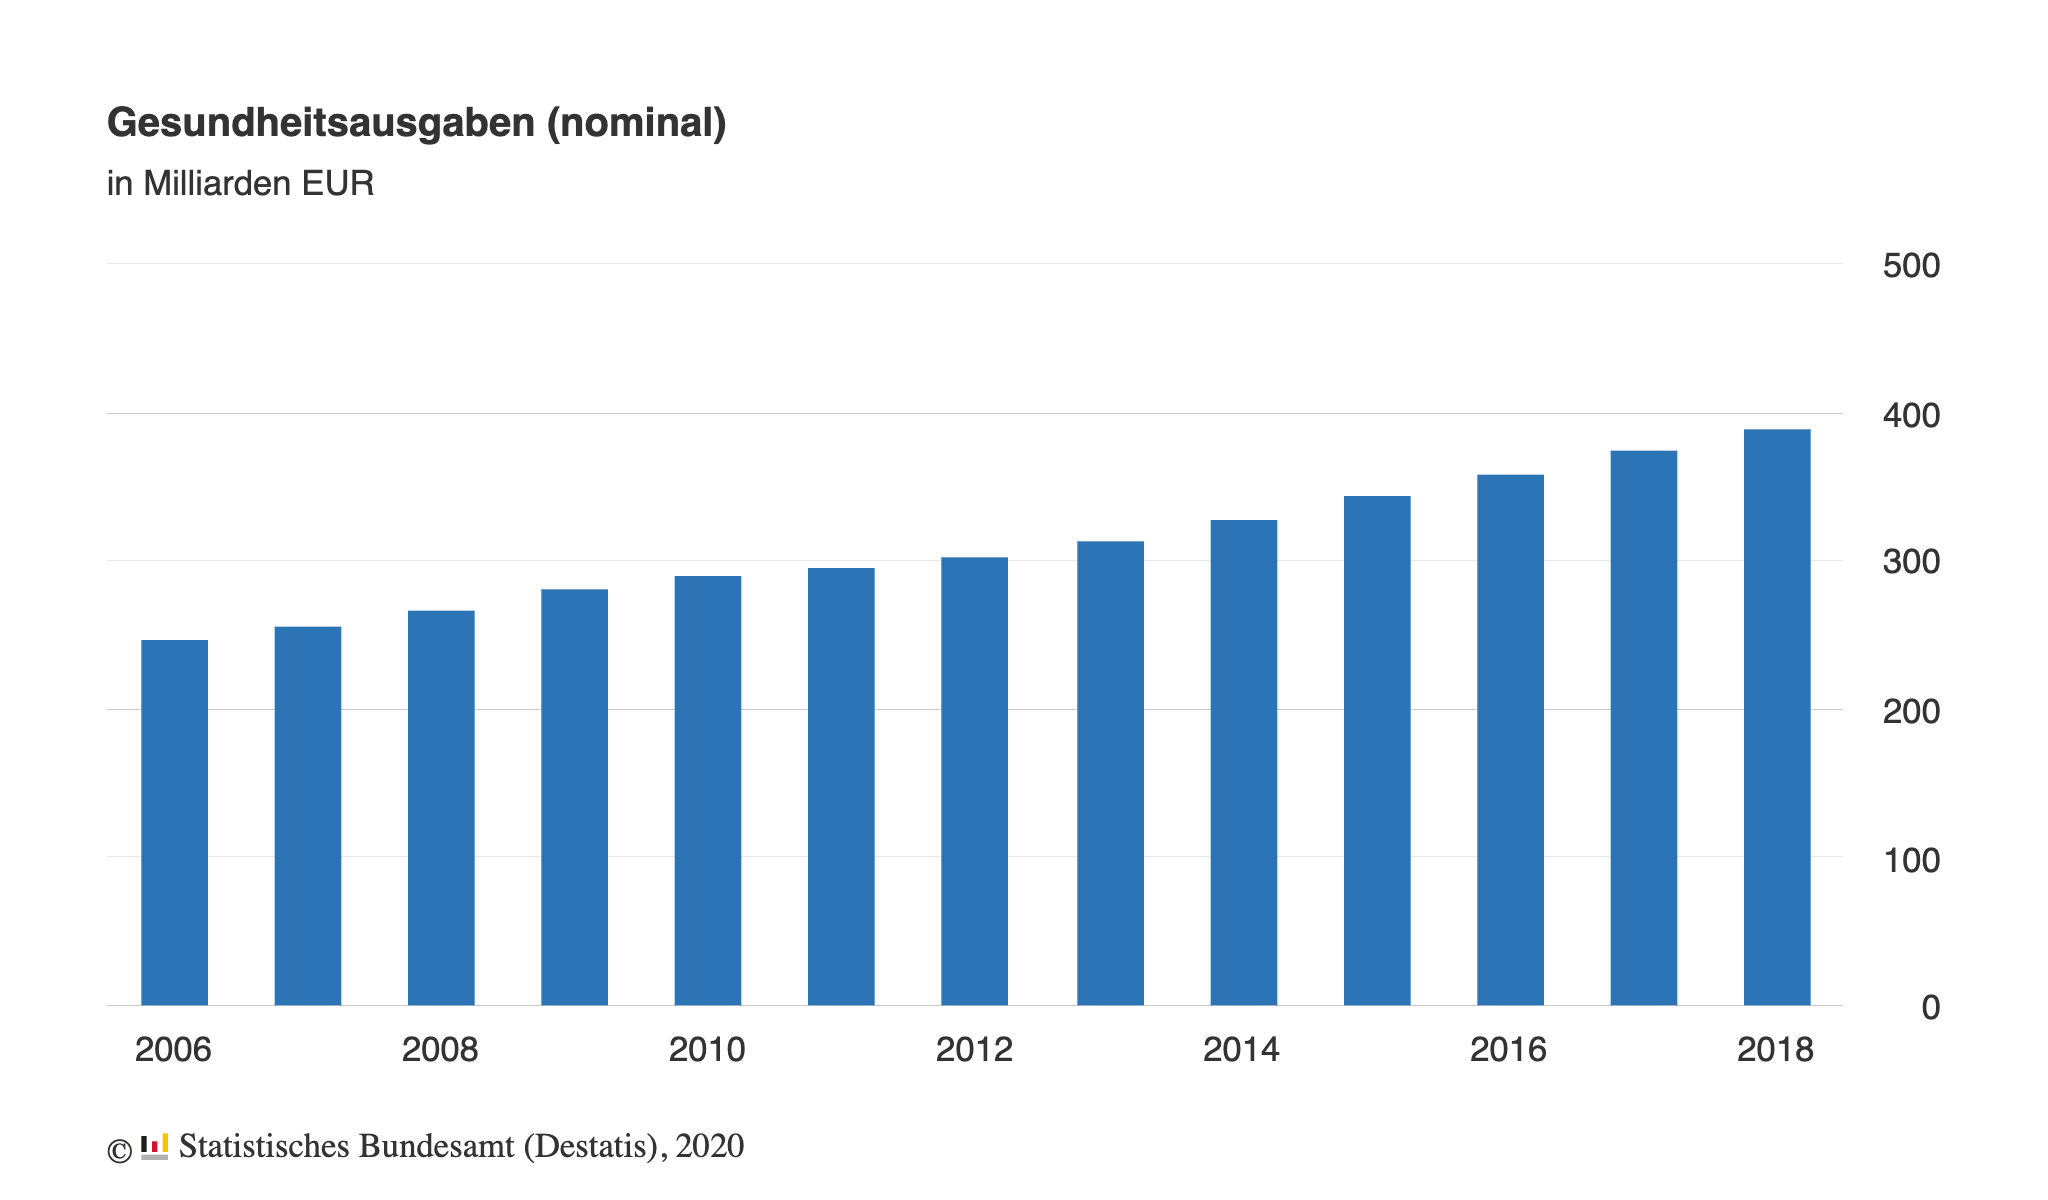 Gesundheitsausgaben (nominal)
in Milliarden EUR
500
400
300
200
100
0
2006 2008 2010 2012 2014 2016 2018
© Statistisches Bundesamt (Destatis), 2020